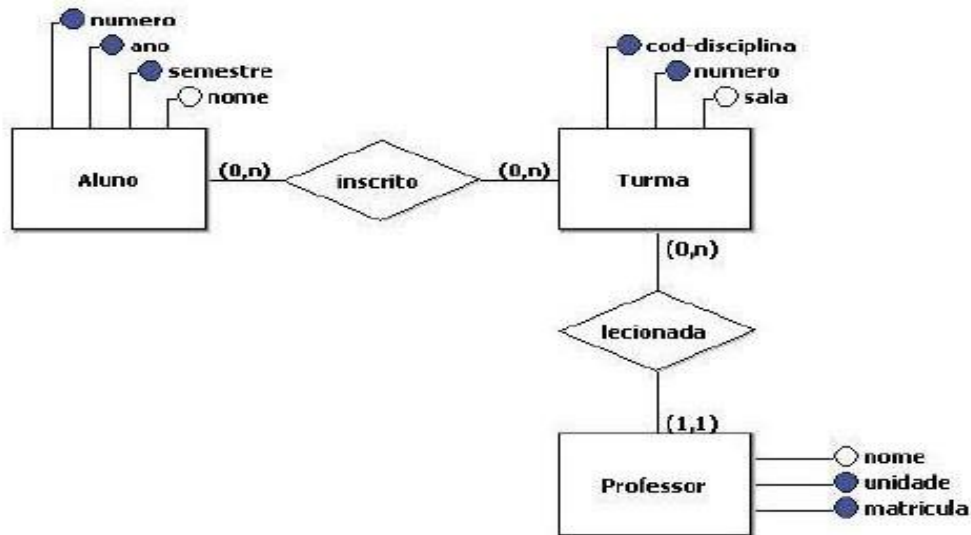 numero
ano
semestre
nome
Aluno
(0,n)
inscrito
(0,n)
cod-disciplina
numero
sala
Turma
(0,n)
lecionada
(1,1)
Professor
nome
unidade
matricula